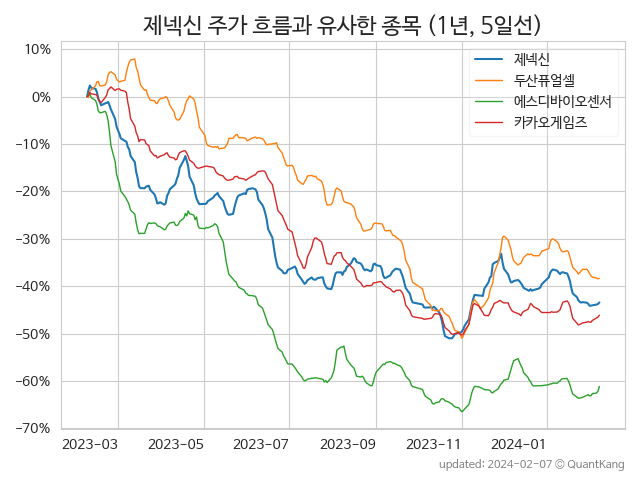 제넥신 주가 흐름과 유사한 종목 (1년, 5일선)
제넥신
두산퓨얼셀
에스디바이오센서
카카오게임즈
10%
0%
−10%
−20%
−30%
−40%
−50%
−60%
−70%
2023-03 2023-05 2023-07 2023-09 2023-11 2024-01
updated: 2024-02-07 © QuantKang